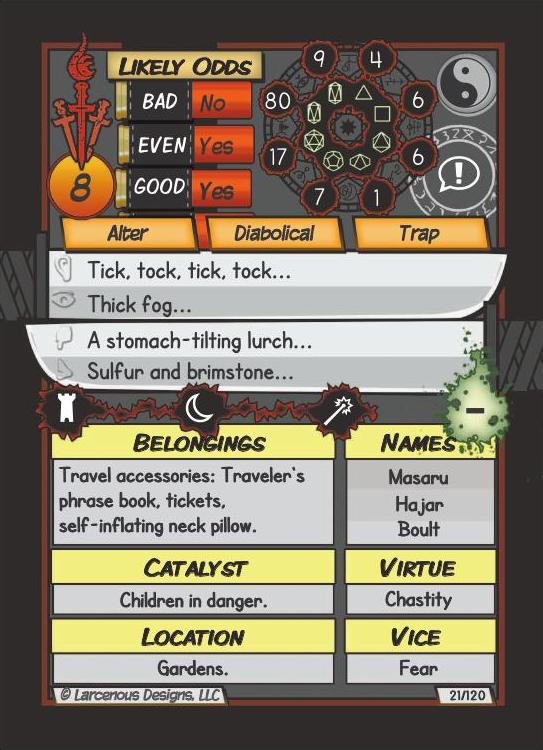 LIKELY ODDS
BAD No
EVEN Yes
GOOD Yes
8
9 4
80 6
17 6
7 1
!
Alter Diabolical Trap
Tick, tock, tick, tock...
Thick fog...
A stomach-tilting lurch...
Sulfur and brimstone...
-
BELONGINGS
Travel accessories: Traveler's
phrase book, tickets,
self-inflating neck pillow.
NAMES
Masaru
Hajar
Boult
CATALYST
Children in danger.
VIRTUE
Chastity
LOCATION
Gardens.
VICE
Fear
© Larcenous Designs, LLC
21/120